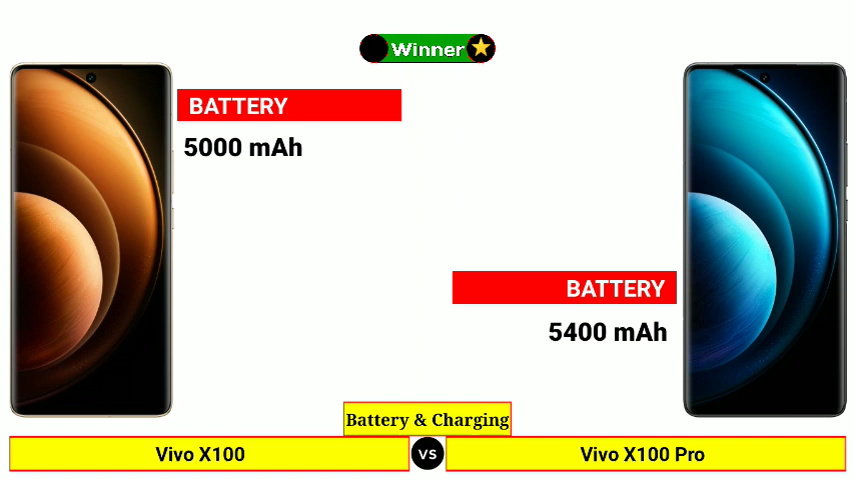 Winner
BATTERY
5000 mAh
BATTERY
5400 mAh
Battery & Charging
Vivo X100
VS
Vivo X100 Pro